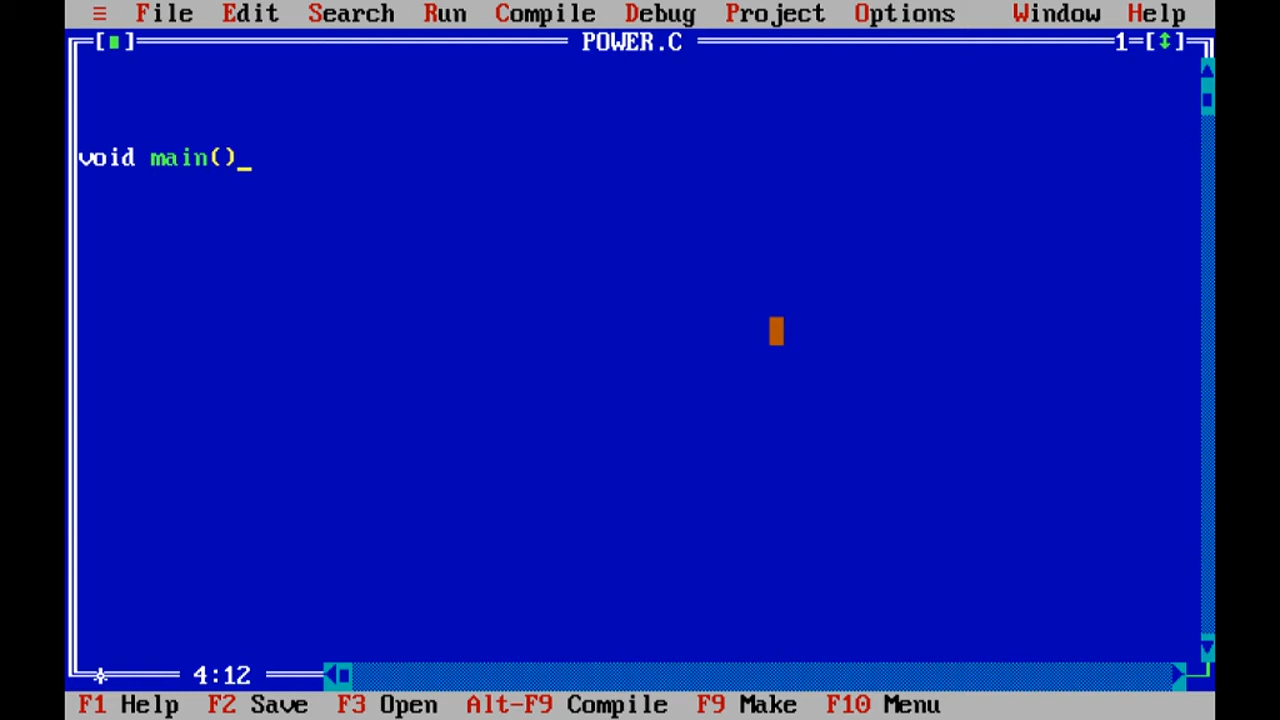 ≡ File Edit Search Run Compile Debug Project Options Window Help
[■] POWER.C 1=[↕]
void main()_
4:12
F1 Help F2 Save F3 Open Alt-F9 Compile F9 Make F10 Menu